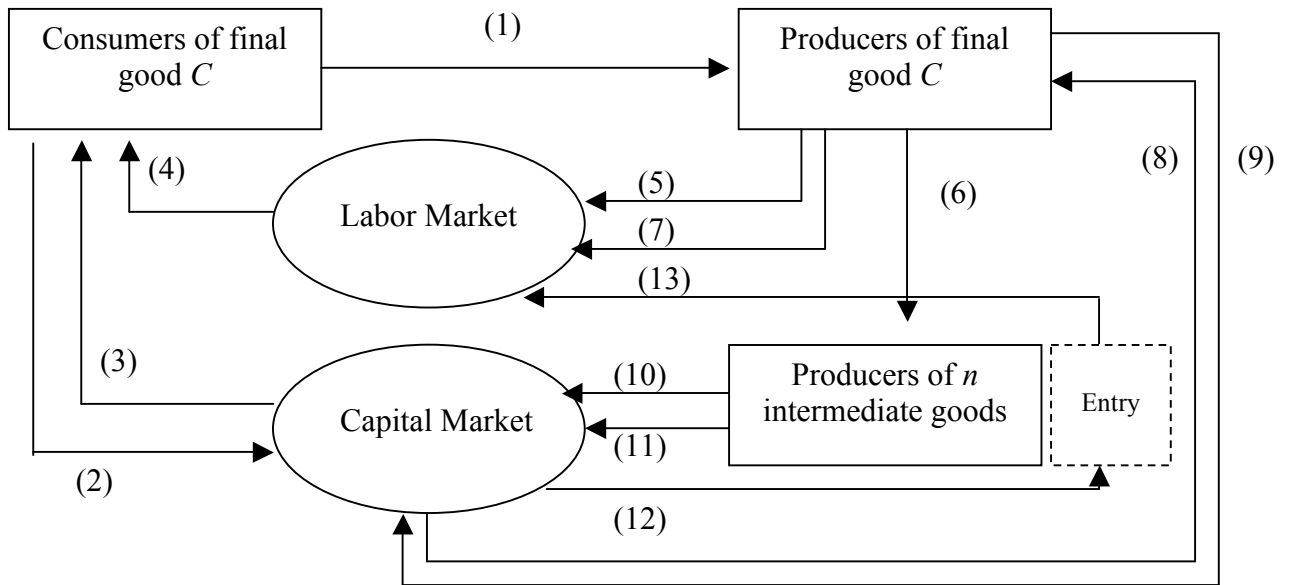 (1)
Consumers of final
good C
Producers of final
good C
(4)
(5)
(6)
(8)
(9)
Labor Market
(7)
(13)
(3)
(10)
Producers of n
intermediate goods
Entry
Capital Market
(11)
(2)
(12)